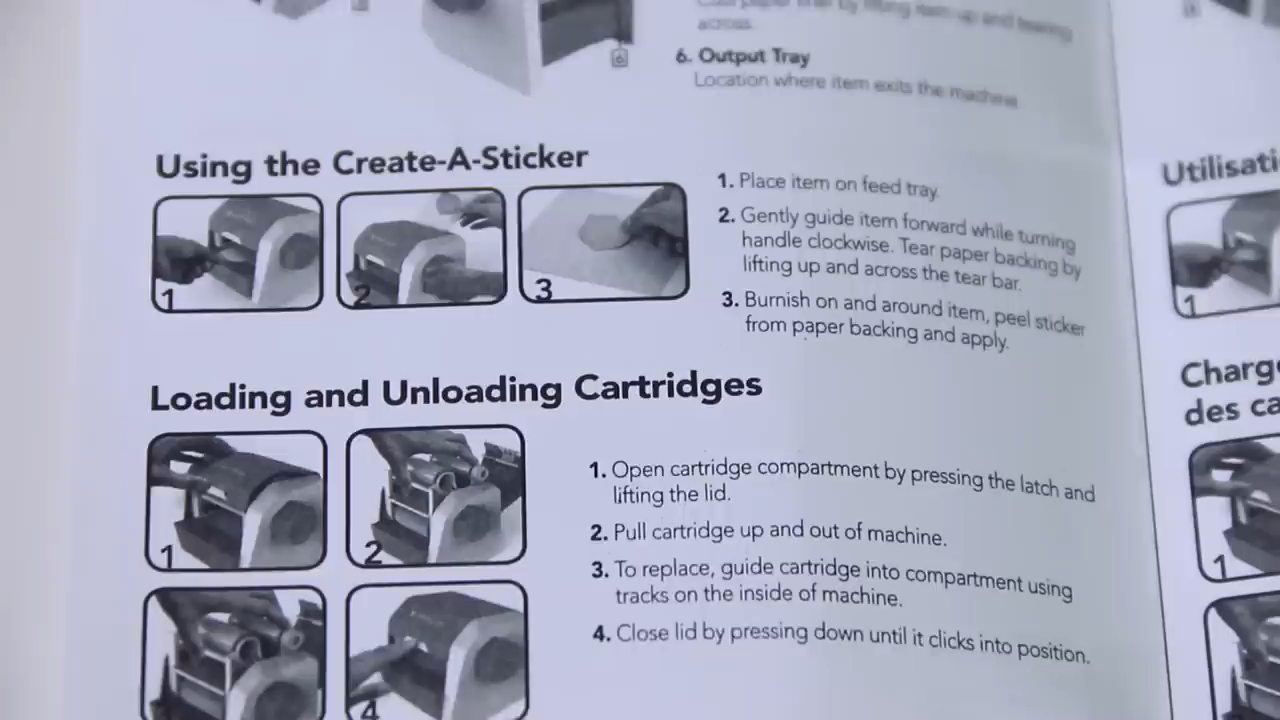 across.
6. Output Tray
Location where item exits the machine
Using the Create-A-Sticker
1
2
3
1. Place item on feed tray.
2. Gently guide item forward while turning
handle clockwise. Tear paper backing by
lifting up and across the tear bar.
3. Burnish on and around item, peel sticker
from paper backing and apply.
Loading and Unloading Cartridges
1
2
4
1. Open cartridge compartment by pressing the latch and
lifting the lid.
2. Pull cartridge up and out of machine.
3. To replace, guide cartridge into compartment using
tracks on the inside of machine.
4. Close lid by pressing down until it clicks into position.
Utilisati
1
Charg
des ca
1